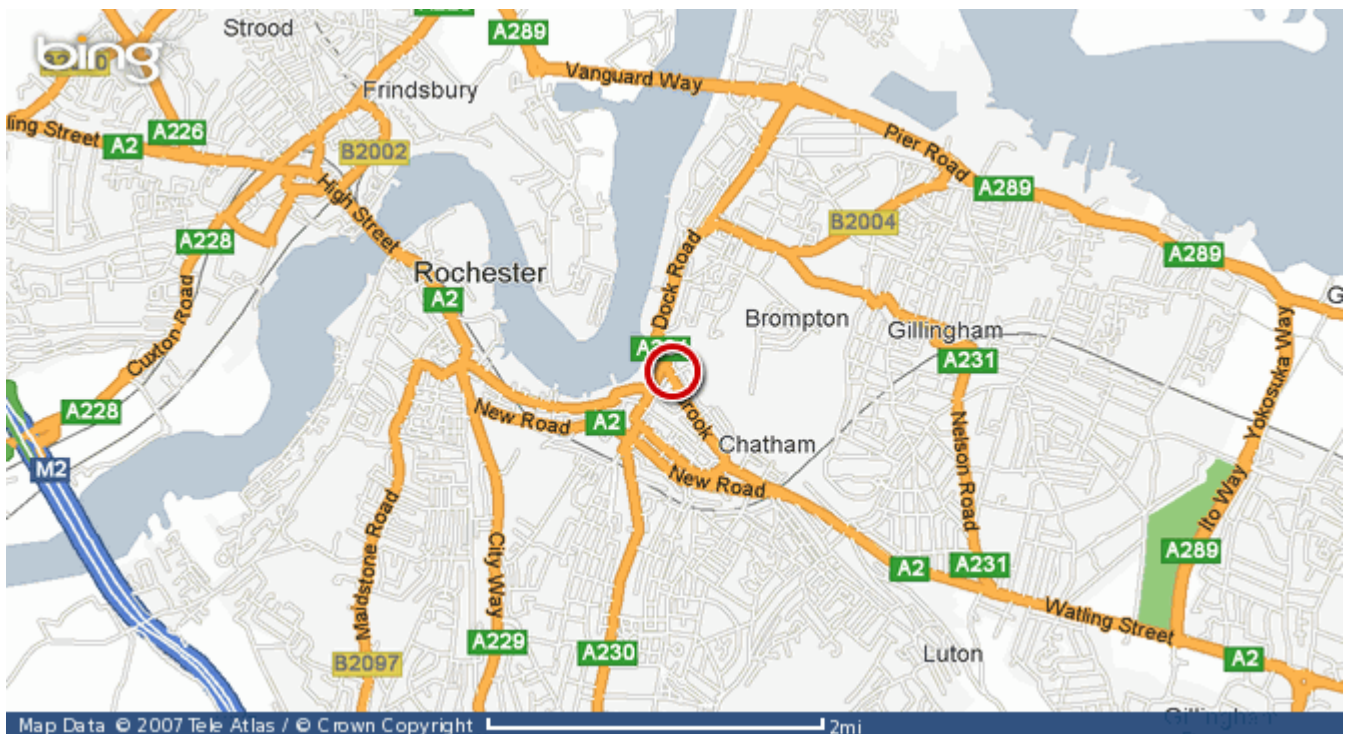 Strood
A289
bing
Vanguard Way
Frindsbury
A226
Street
A2
B2002
Pier Road
A289
High Street
B2004
A228
Dock Road
A289
Rochester
A2
Cuxton Road
Brompton
Gillingham
A231
Yokosuka Way
A228
New Road
A2
Chatham
M2
New Road
Nelson Road
Maidstone Road
City Way
Ito Way
A289
A2
A231
Watling Street
A229
A230
B2097
Luton
A2
Map Data © 2007 Tele Atlas / © Crown Copyright
2mi